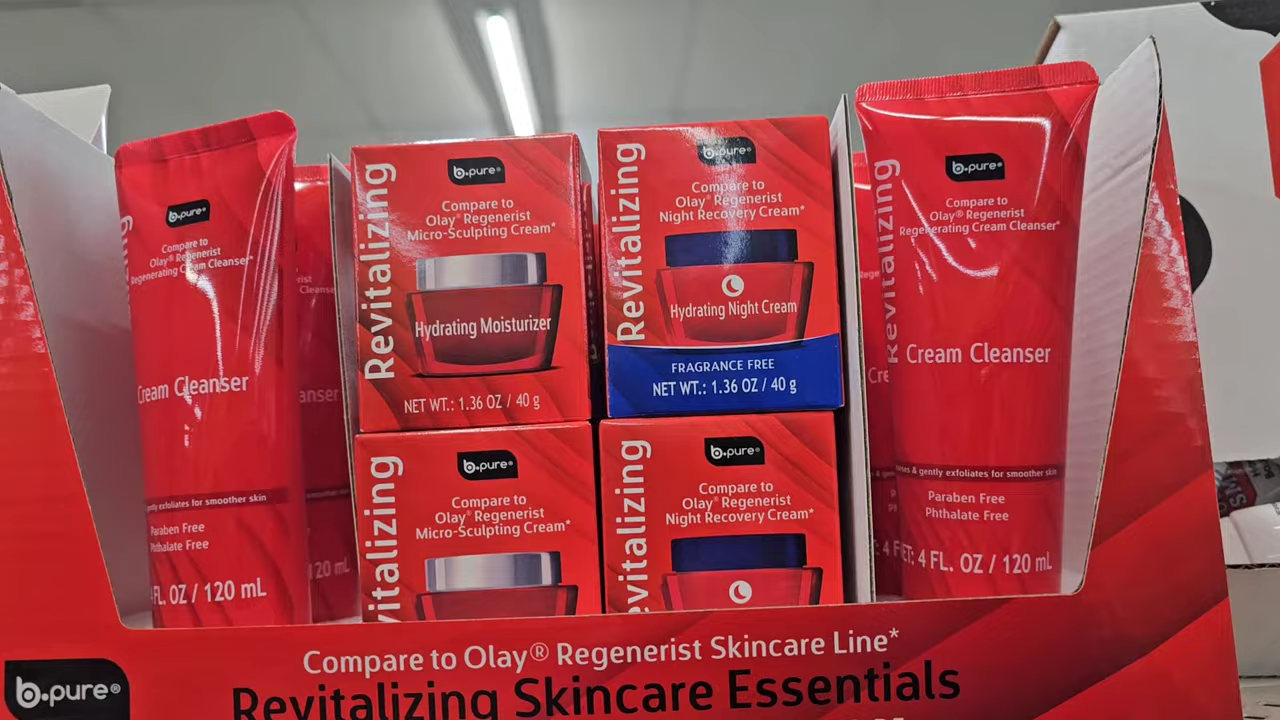 b.pure®
Compare to
Olay® Regenerist
Regenerating Cream Cleanser*
Cream Cleanser
gently exfoliates for smoother skin
Paraben Free
Phthalate Free
FL. OZ / 120 mL
Revitalizing
b.pure®
Compare to
Olay® Regenerist
Micro-Sculpting Cream*
Hydrating Moisturizer
NET WT.: 1.36 OZ / 40 g
Revitalizing
b.pure®
Compare to
Olay® Regenerist
Night Recovery Cream*
Hydrating Night Cream
FRAGRANCE FREE
NET WT.: 1.36 OZ / 40 g
Revitalizing
b.pure®
Compare to
Olay® Regenerist
Regenerating Cream Cleanser*
Cream Cleanser
& gently exfoliates for smoother skin
Paraben Free
Phthalate Free
4 FL. OZ / 120 mL
b.pure®
Compare to
Olay® Regenerist
Micro-Sculpting Cream*
b.pure®
Compare to
Olay® Regenerist
Night Recovery Cream*
Compare to Olay® Regenerist Skincare Line*
b.pure®
Revitalizing Skincare Essentials